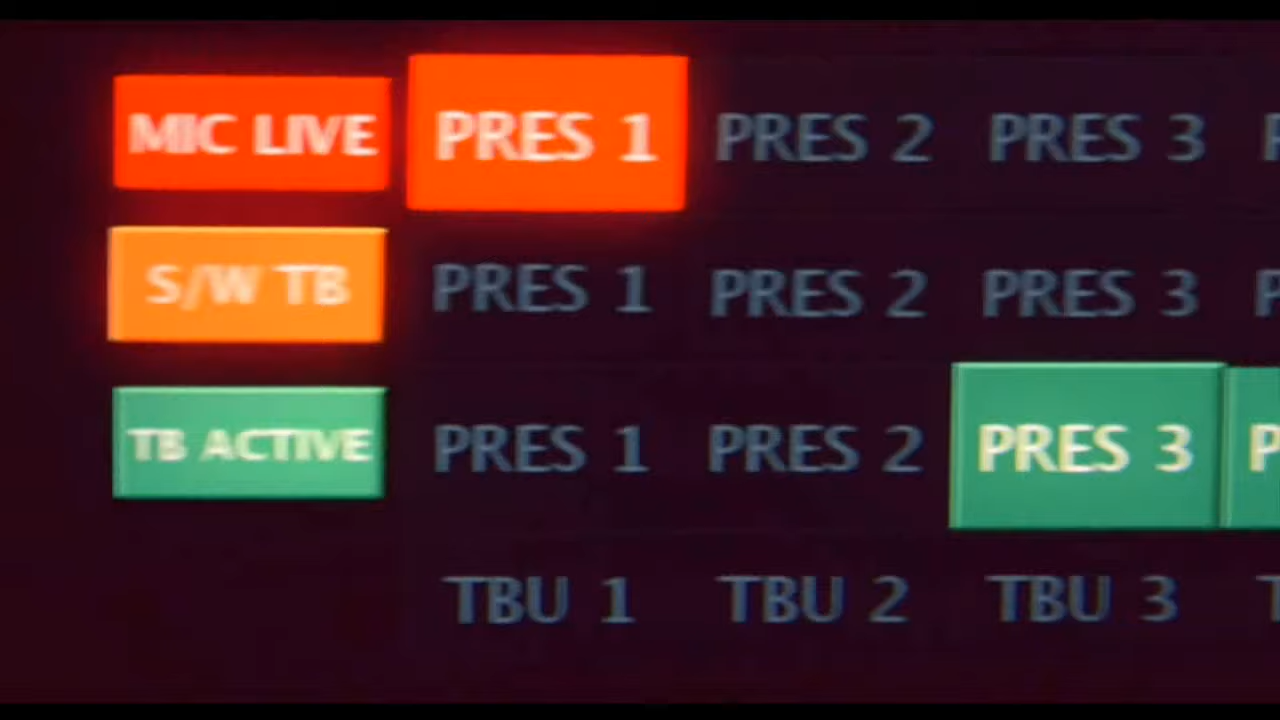 MIC LIVE PRES 1 PRES 2 PRES 3
S/W TB PRES 1 PRES 2 PRES 3
TB ACTIVE PRES 1 PRES 2 PRES 3
TBU 1 TBU 2 TBU 3